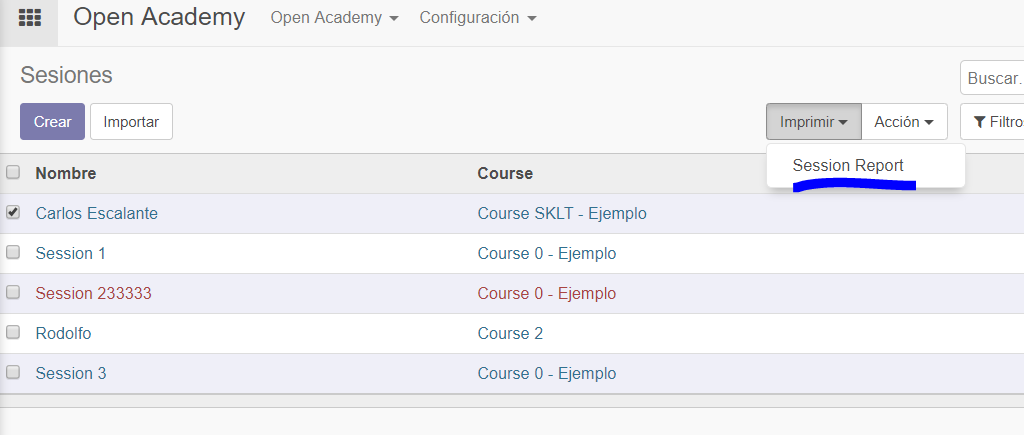 Open Academy Open Academy Configuración
Sesiones
Buscar.
Crear Importar Imprimir Acción Filtro
Session Report
Nombre Course
Carlos Escalante Course SKLT - Ejemplo
Session 1 Course 0 - Ejemplo
Session 233333 Course 0 - Ejemplo
Rodolfo Course 2
Session 3 Course 0 - Ejemplo